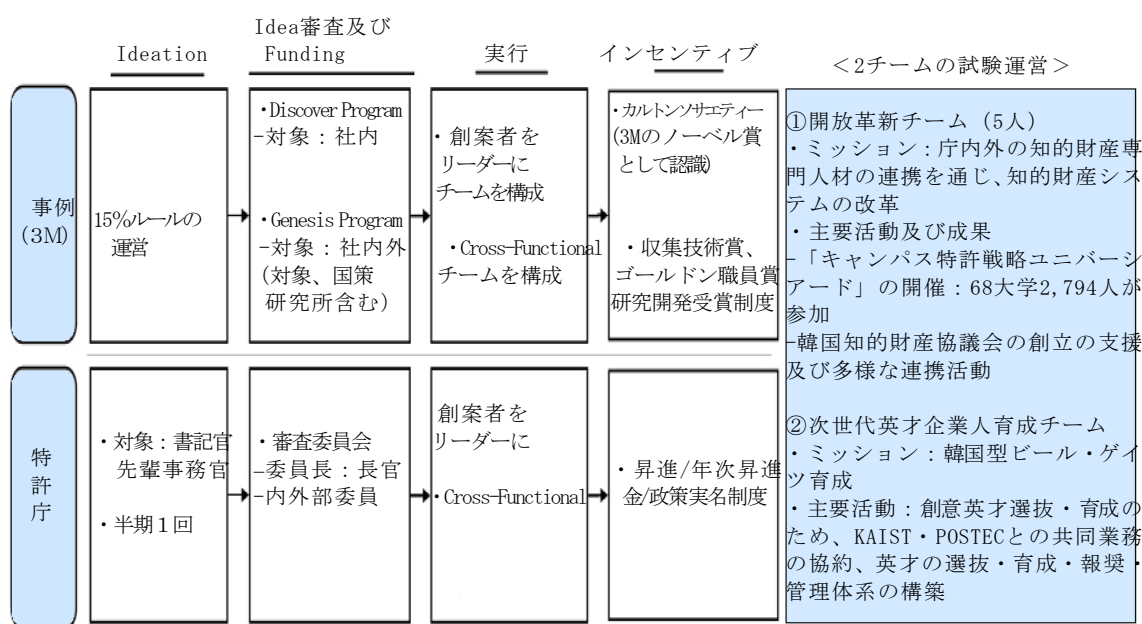 Ideation
Idea審査及び
Funding
実行
インセンティブ
＜2チームの試験運営＞
事例
(3M)
15%ルールの
運営
・Discover Program
-対象：社内
・Genesis Program
-対象：社内外
(対象、国策
研究所含む)
・創案者を
リーダーに
チームを構成
・Cross-Functional
チームを構成
・カルトンソサエティー
(3Mのノーベル賞
として認識)
・収集技術賞、
ゴールドン職員賞
研究開発受賞制度
特
許
庁
・対象：書記官
先輩事務官
・半期１回
・審査委員会
-委員長：長官
-内外部委員
創案者を
リーダーに
・Cross-Functional
・昇進/年次昇進
金/政策実名制度
①開放革新チーム (5人)
・ミッション：庁内外の知的財産専
門人材の連携を通じ、知的財産シス
テムの改革
・主要活動及び成果
-「キャンパス特許戦略ユニバーシ
アード」の開催：68大学2,794人が
参加
-韓国知的財産協議会の創立の支援
及び多様な連携活動
②次世代英才企業人育成チーム
・ミッション：韓国型ビール・ゲイ
ツ育成
・主要活動：創意英才選抜・育成の
ため、KAIST・POSTECとの共同業務
の協約、英才の選抜・育成・報奨・
管理体系の構築